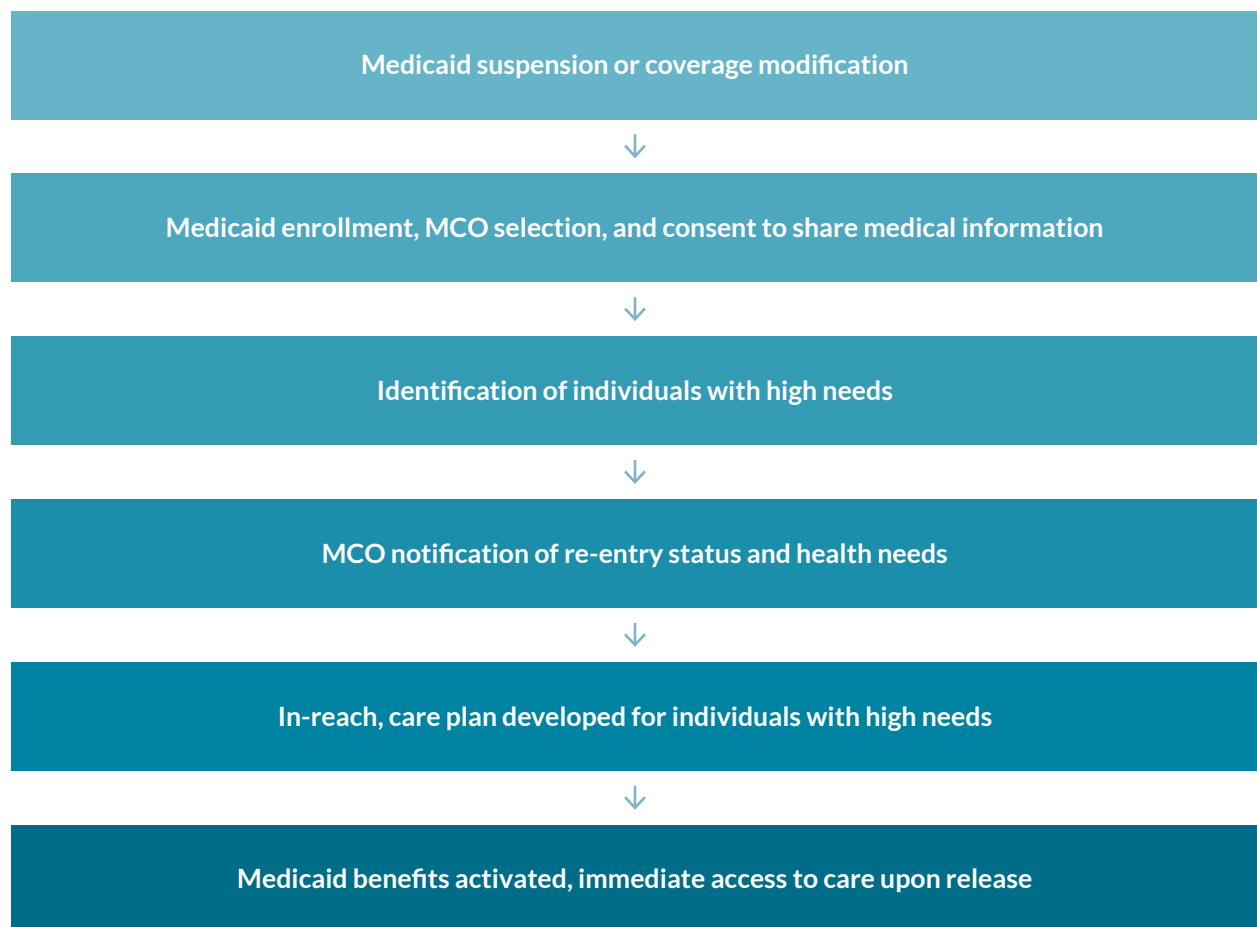 Medicaid suspension or coverage modification
Medicaid enrollment, MCO selection, and consent to share medical information
Identification of individuals with high needs
MCO notification of re-entry status and health needs
In-reach, care plan developed for individuals with high needs
Medicaid benefits activated, immediate access to care upon release